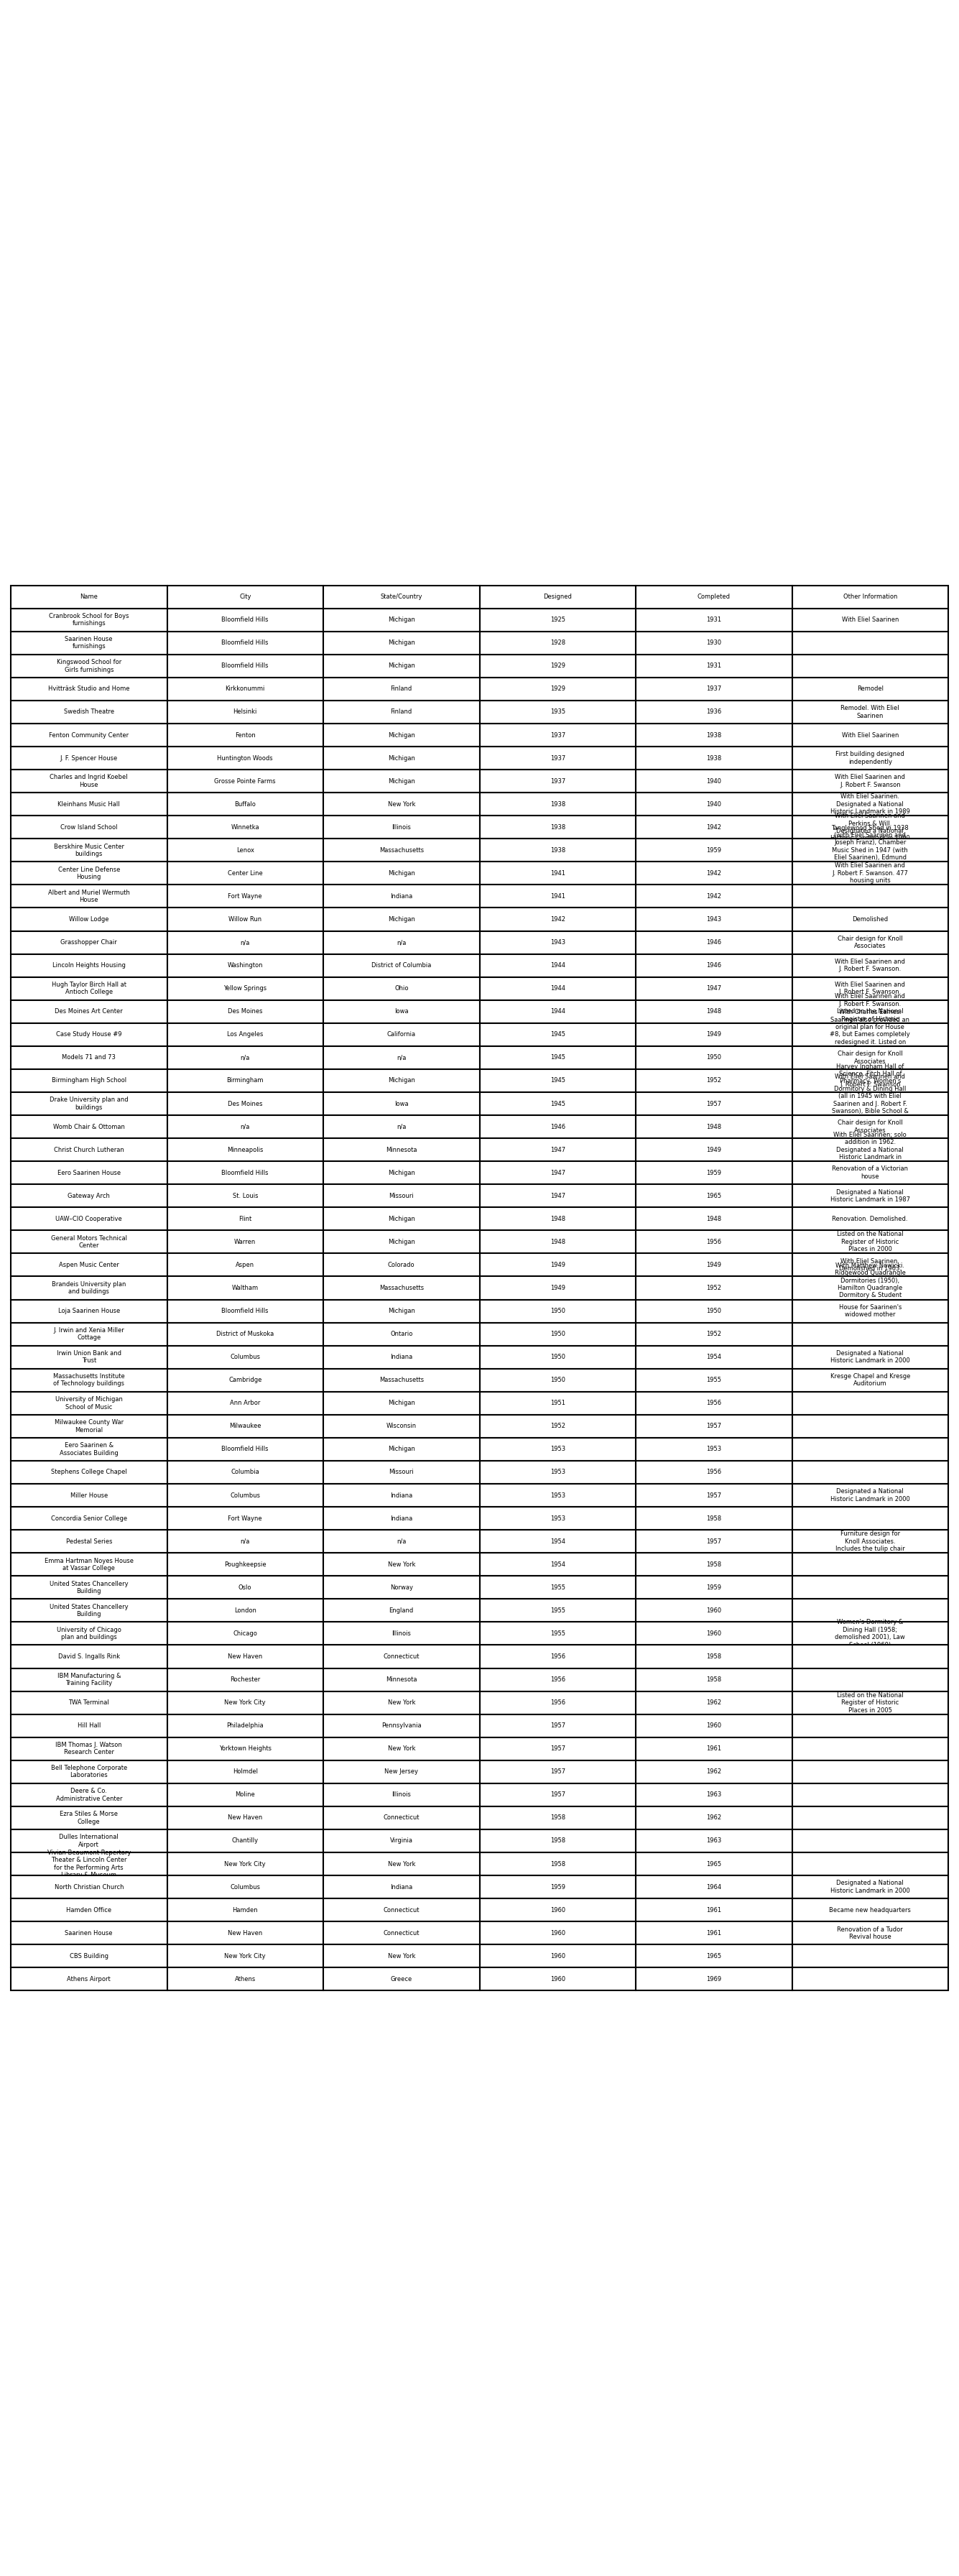 Name City State/Country Designed Completed Other Information
Cranbrook School for Boys
furnishings Bloomfield Hills Michigan 1925 1931 With Eliel Saarinen
Saarinen House
furnishings Bloomfield Hills Michigan 1928 1930
Kingswood School for
Girls furnishings Bloomfield Hills Michigan 1929 1931
Hvitträsk Studio and Home Kirkkonummi Finland 1929 1937 Remodel
Swedish Theatre Helsinki Finland 1935 1936 Remodel. With Eliel
Saarinen
Fenton Community Center Fenton Michigan 1937 1938 With Eliel Saarinen
J. F. Spencer House Huntington Woods Michigan 1937 1938 First building designed
independently
Charles and Ingrid Koebel
House Grosse Pointe Farms Michigan 1937 1940 With Eliel Saarinen and
J. Robert F. Swanson
Kleinhans Music Hall Buffalo New York 1938 1940 With Eliel Saarinen.
Designated a National
Historic Landmark in 1989
Crow Island School Winnetka Illinois 1938 1942 With Eliel Saarinen and
Perkins & Will.
Designated a National
Berskhire Music Center
buildings Lenox Massachusetts 1938 1959 Tanglewood Shed in 1938
(with Eliel Saarinen and
Joseph Franz), Chamber
Music Shed in 1947 (with
Eliel Saarinen), Edmund
Center Line Defense
Housing Center Line Michigan 1941 1942 With Eliel Saarinen and
J. Robert F. Swanson. 477
housing units
Albert and Muriel Wermuth
House Fort Wayne Indiana 1941 1942
Willow Lodge Willow Run Michigan 1942 1943 Demolished
Grasshopper Chair n/a n/a 1943 1946 Chair design for Knoll
Associates
Lincoln Heights Housing Washington District of Columbia 1944 1946 With Eliel Saarinen and
J. Robert F. Swanson.
Hugh Taylor Birch Hall at
Antioch College Yellow Springs Ohio 1944 1947 With Eliel Saarinen and
J. Robert F. Swanson.
Des Moines Art Center Des Moines Iowa 1944 1948 With Eliel Saarinen and
J. Robert F. Swanson.
Listed on the National
Register of Historic
Case Study House #9 Los Angeles California 1945 1949 With Charles Eames.
Saarinen also provided an
original plan for House
#8, but Eames completely
redesigned it. Listed on
Models 71 and 73 n/a n/a 1945 1950 Chair design for Knoll
Associates
Birmingham High School Birmingham Michigan 1945 1952 With Eliel Saarinen and
J. Robert F. Swanson
Drake University plan and
buildings Des Moines Iowa 1945 1957 Harvey Ingham Hall of
Science, Fitch Hall of
Pharmacy, Women's
Dormitory & Dining Hall
(all in 1945 with Eliel
Saarinen and J. Robert F.
Swanson), Bible School &
Womb Chair & Ottoman n/a n/a 1946 1948 Chair design for Knoll
Associates
Christ Church Lutheran Minneapolis Minnesota 1947 1949 With Eliel Saarinen; solo
addition in 1962.
Designated a National
Historic Landmark in
Eero Saarinen House Bloomfield Hills Michigan 1947 1959 Renovation of a Victorian
house
Gateway Arch St. Louis Missouri 1947 1965 Designated a National
Historic Landmark in 1987
UAW–CIO Cooperative Flint Michigan 1948 1948 Renovation. Demolished.
General Motors Technical
Center Warren Michigan 1948 1956 Listed on the National
Register of Historic
Places in 2000
Aspen Music Center Aspen Colorado 1949 1949 With Eliel Saarinen.
Brandeis University plan
and buildings Waltham Massachusetts 1949 1952 With Matthew Nowicki.
Ridgewood Quadrangle
Dormitories (1950),
Hamilton Quadrangle
Dormitory & Student
Loja Saarinen House Bloomfield Hills Michigan 1950 1950 House for Saarinen's
widowed mother
J. Irwin and Xenia Miller
Cottage District of Muskoka Ontario 1950 1952
Irwin Union Bank and
Trust Columbus Indiana 1950 1954 Designated a National
Historic Landmark in 2000
Massachusetts Institute
of Technology buildings Cambridge Massachusetts 1950 1955 Kresge Chapel and Kresge
Auditorium
University of Michigan
School of Music Ann Arbor Michigan 1951 1956
Milwaukee County War
Memorial Milwaukee Wisconsin 1952 1957
Eero Saarinen &
Associates Building Bloomfield Hills Michigan 1953 1953
Stephens College Chapel Columbia Missouri 1953 1956
Miller House Columbus Indiana 1953 1957 Designated a National
Historic Landmark in 2000
Concordia Senior College Fort Wayne Indiana 1953 1958
Pedestal Series n/a n/a 1954 1957 Furniture design for
Knoll Associates.
Includes the tulip chair
Emma Hartman Noyes House
at Vassar College Poughkeepsie New York 1954 1958
United States Chancellery
Building Oslo Norway 1955 1959
United States Chancellery
Building London England 1955 1960
University of Chicago
plan and buildings Chicago Illinois 1955 1960 Women's Dormitory &
Dining Hall (1958;
demolished 2001), Law
School (1960)
David S. Ingalls Rink New Haven Connecticut 1956 1958
IBM Manufacturing &
Training Facility Rochester Minnesota 1956 1958
TWA Terminal New York City New York 1956 1962 Listed on the National
Register of Historic
Places in 2005
Hill Hall Philadelphia Pennsylvania 1957 1960
IBM Thomas J. Watson
Research Center Yorktown Heights New York 1957 1961
Bell Telephone Corporate
Laboratories Holmdel New Jersey 1957 1962
Deere & Co.
Administrative Center Moline Illinois 1957 1963
Ezra Stiles & Morse
College New Haven Connecticut 1958 1962
Dulles International
Airport Chantilly Virginia 1958 1963
Vivian Beaumont Repertory
Theater & Lincoln Center
for the Performing Arts
Library & Museum New York City New York 1958 1965
North Christian Church Columbus Indiana 1959 1964 Designated a National
Historic Landmark in 2000
Hamden Office Hamden Connecticut 1960 1961 Became new headquarters
Saarinen House New Haven Connecticut 1960 1961 Renovation of a Tudor
Revival house
CBS Building New York City New York 1960 1965
Athens Airport Athens Greece 1960 1969